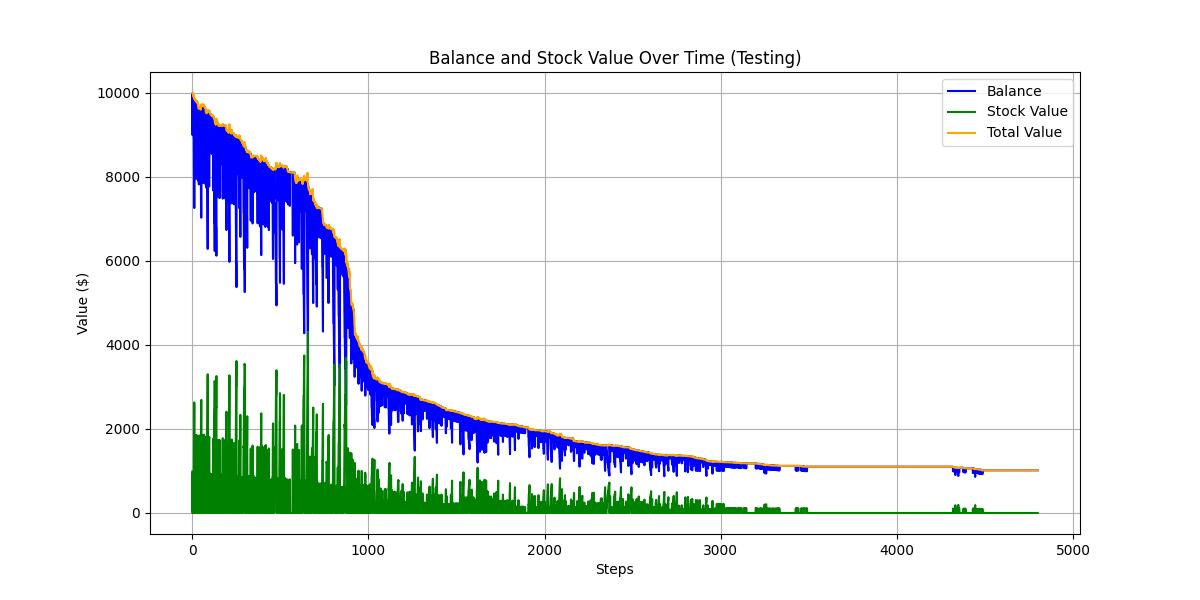 Balance and Stock Value Over Time (Testing)
Balance
Stock Value
Total Value
Value ($)
10000
8000
6000
4000
2000
0
0 1000 2000 3000 4000 5000
Steps